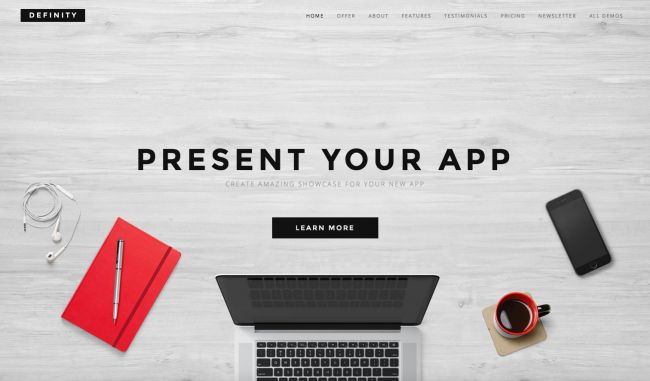 DEFINITY
HOME OFFER ABOUT FEATURES TESTIMONIALS PRICING NEWSLETTER ALL DEMOS
PRESENT YOUR APP
CREATE AMAZING SHOWCASE FOR YOUR NEW APP
LEARN MORE